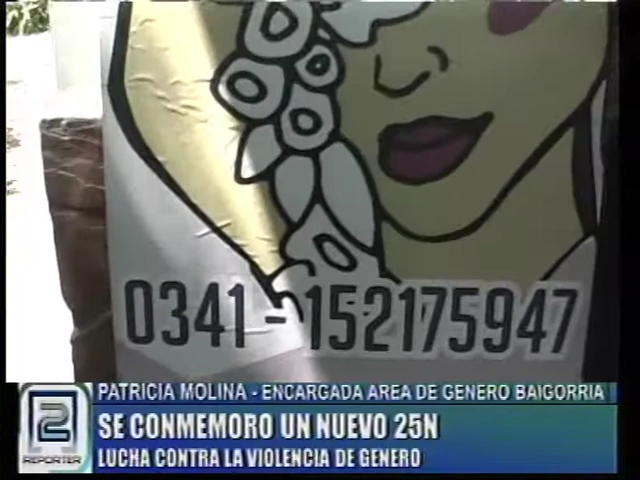 0341-152175947
PATRICIA MOLINA - ENCARGADA AREA DE GENERO BAIGORRIA
SE CONMEMORO UN NUEVO 25N
LUCHA CONTRA LA VIOLENCIA DE GENERO
2
REPORTER